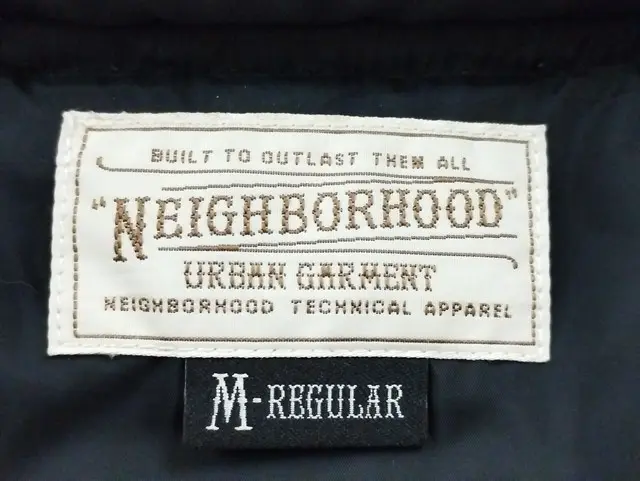 BUILT TO OUTLAST THEM ALL
"NEIGHBORHOOD"
URBAN GARMENT
NEIGHBORHOOD TECHNICAL APPAREL
M-REGULAR